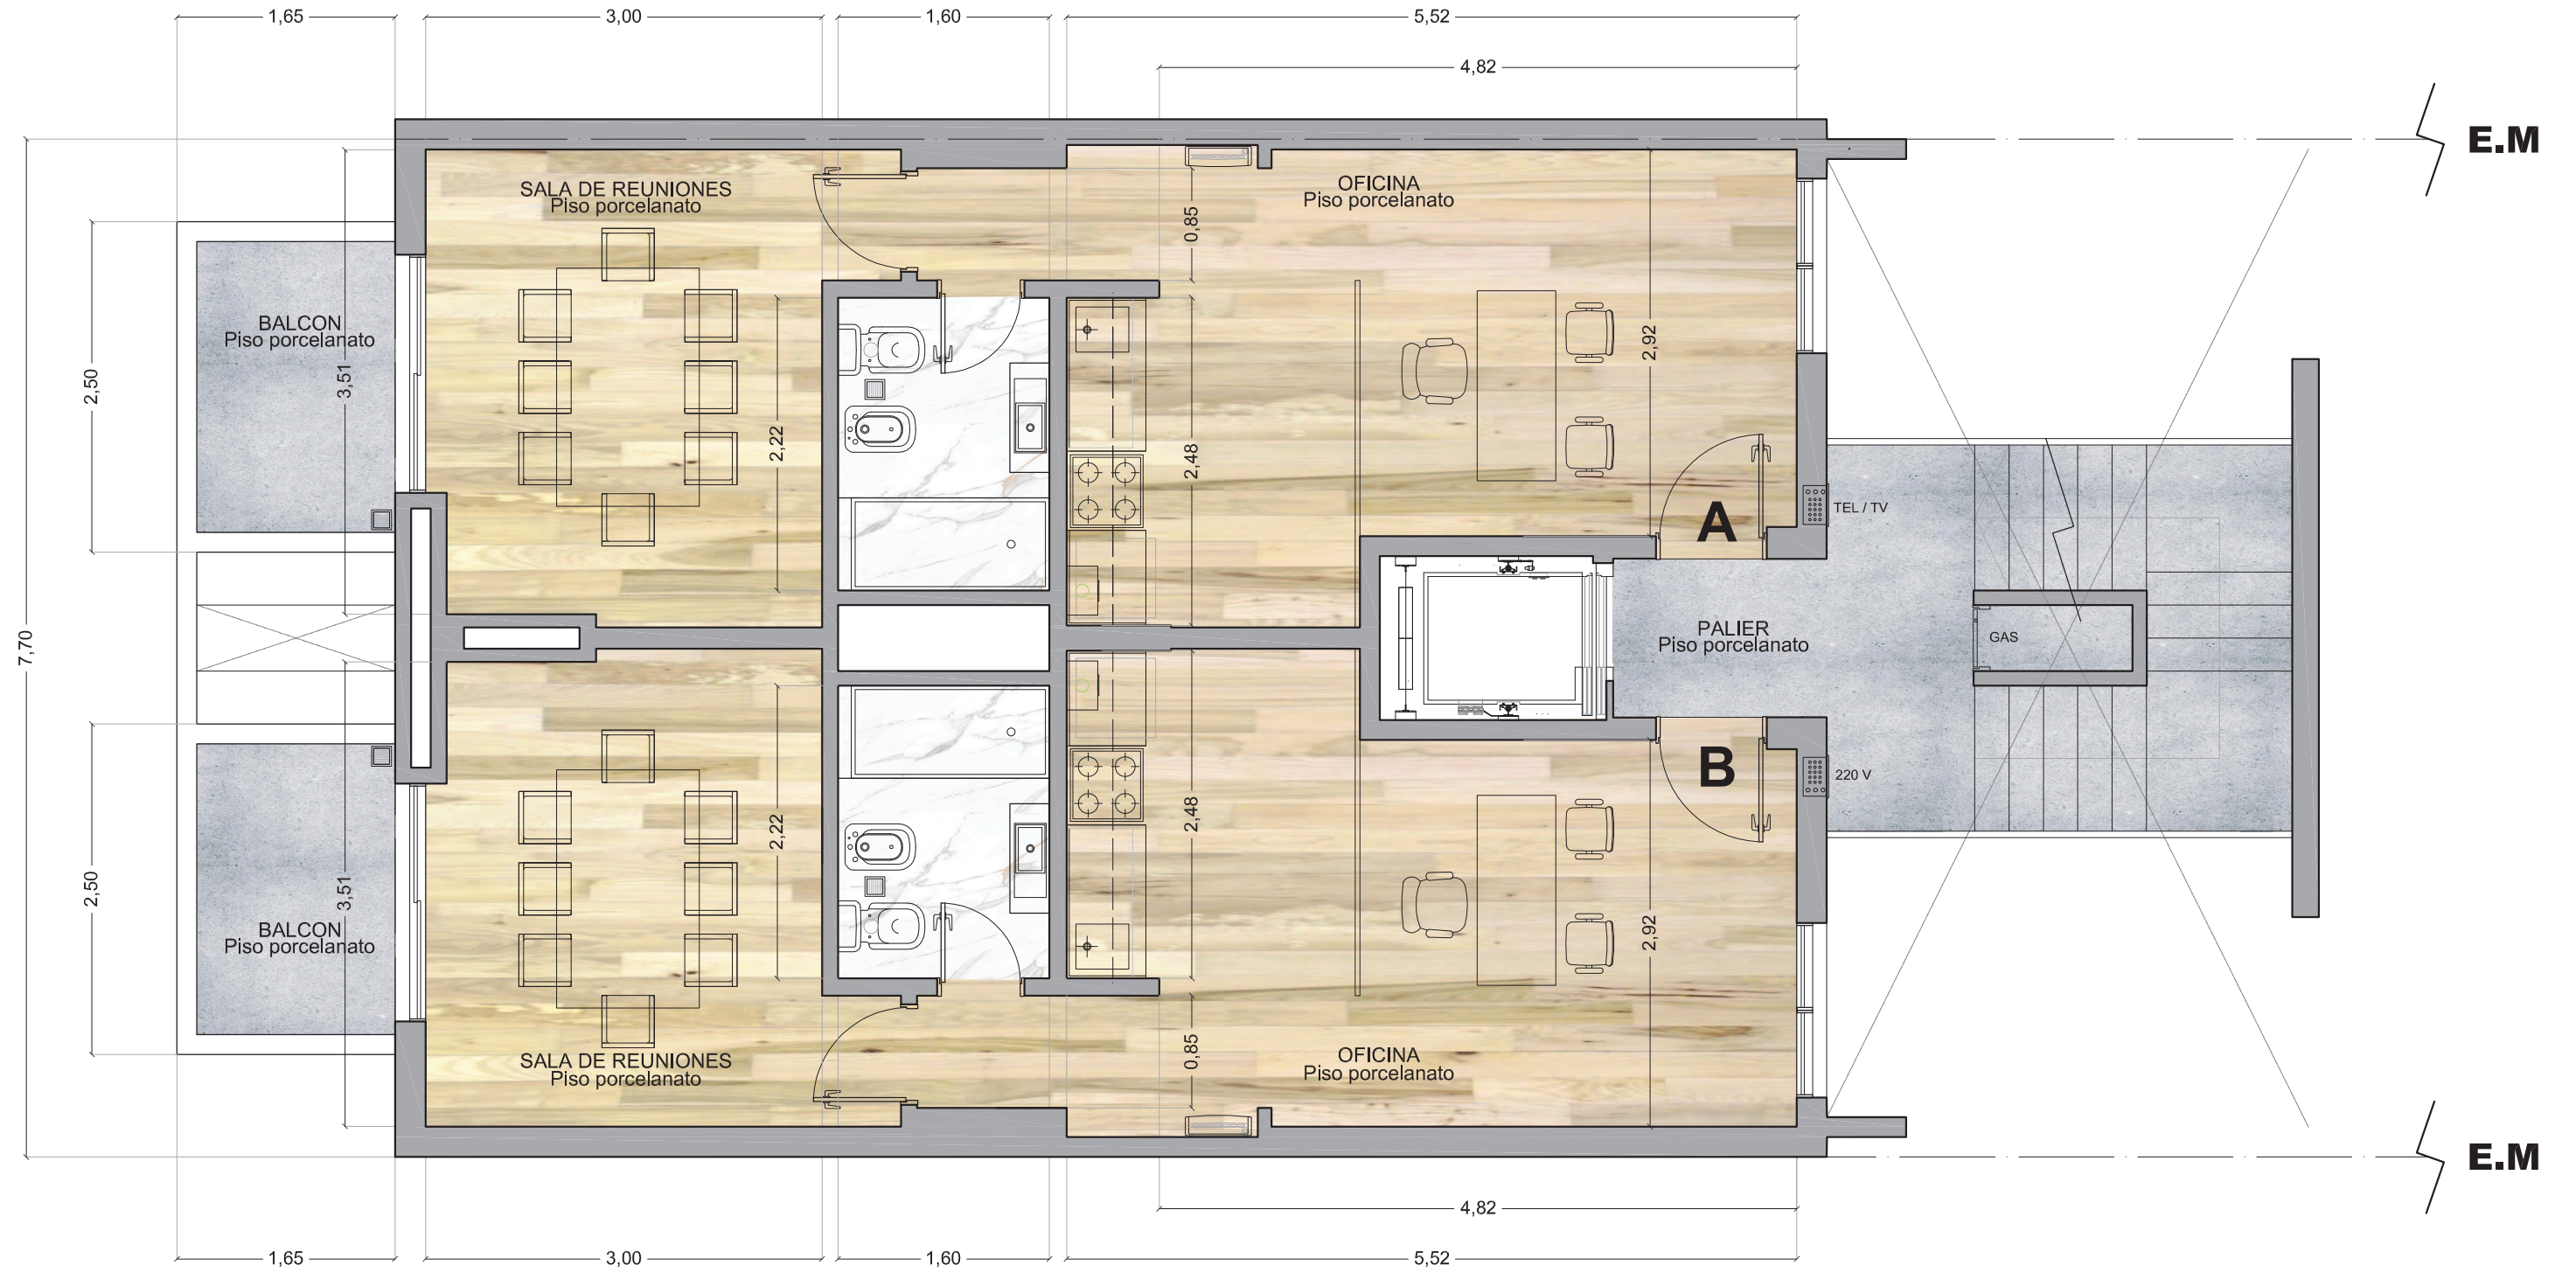 1,65
3,00
1,60
5,52
4,82
E.M
SALA DE REUNIONES
Piso porcelanato
OFICINA
Piso porcelanato
0,85
BALCON
Piso porcelanato
2,92
2,50
3,51
2,22
2,48
A
TEL / TV
7,70
PALIER
Piso porcelanato
GAS
B
220 V
2,48
2,22
2,50
3,51
BALCON
Piso porcelanato
2,92
SALA DE REUNIONES
Piso porcelanato
0,85
OFICINA
Piso porcelanato
E.M
4,82
1,65
3,00
1,60
5,52